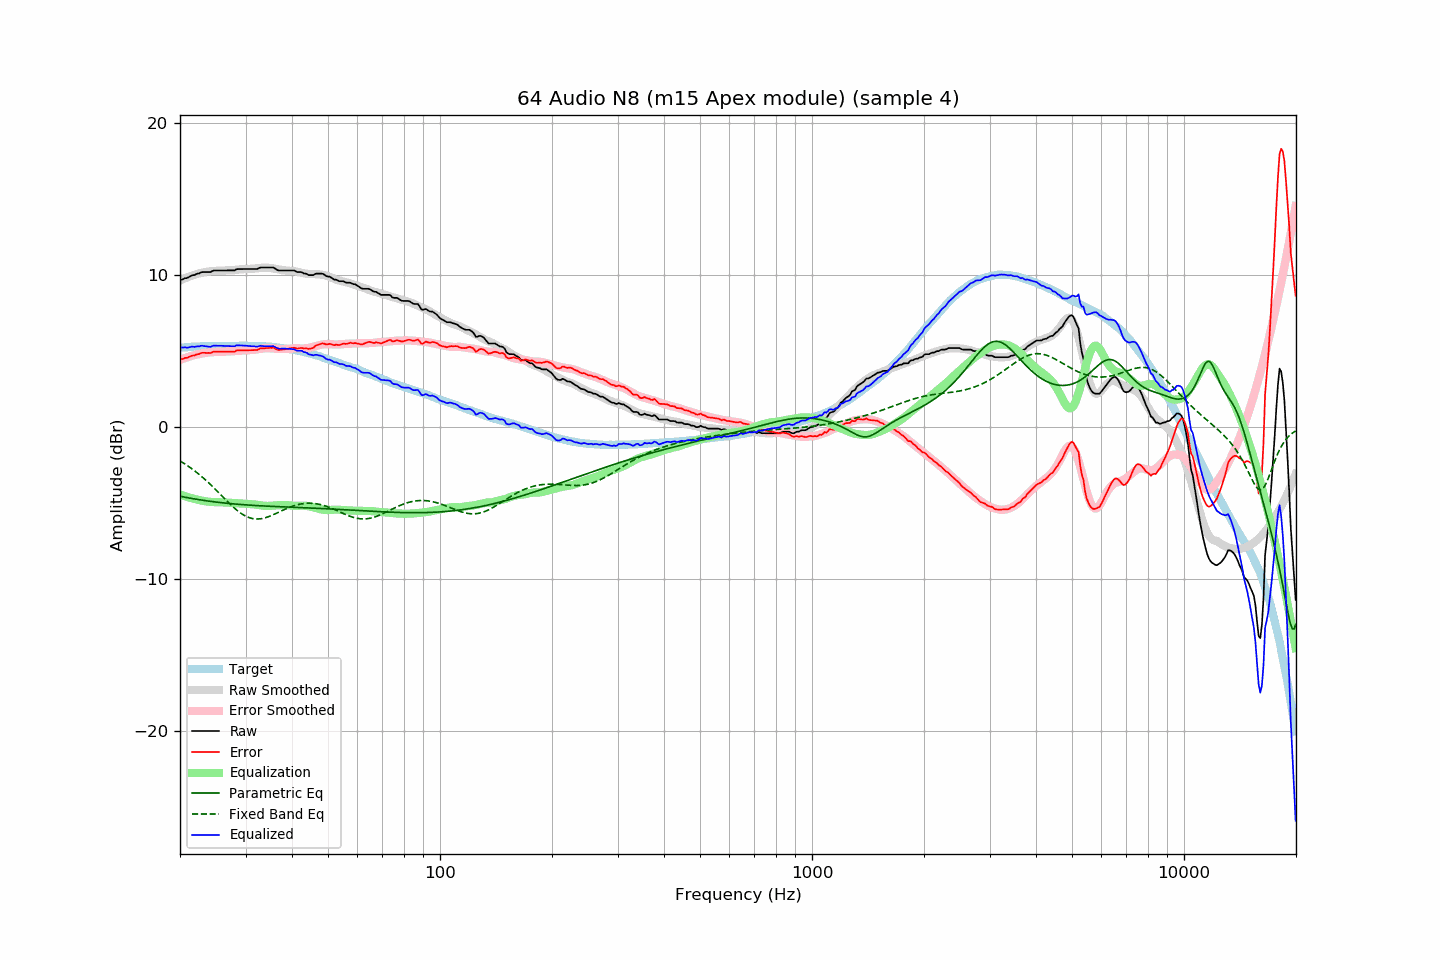 64 Audio N8 (m15 Apex module) (sample 4)
20
10
0
−10
−20
Amplitude (dBr)
Target
Raw Smoothed
Error Smoothed
Raw
Error
Equalization
Parametric Eq
Fixed Band Eq
Equalized
100
1000
10000
Frequency (Hz)